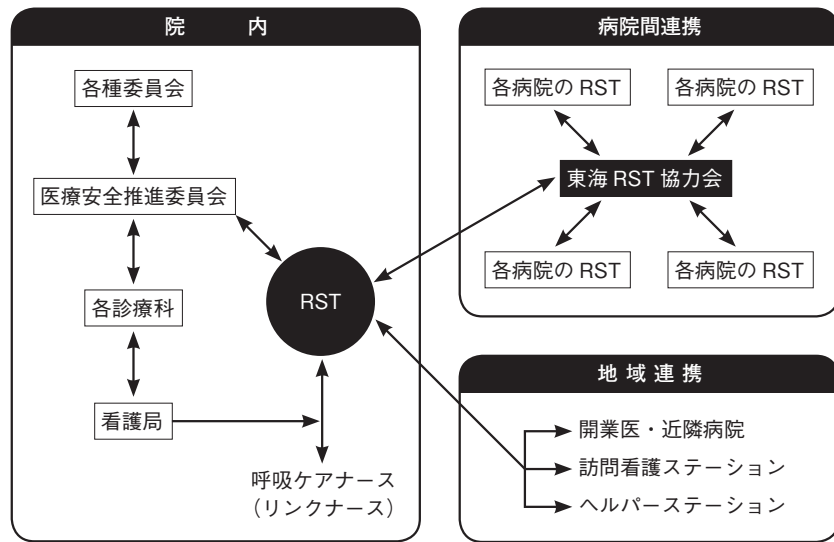 院 内
各種委員会
医療安全推進委員会
各診療科
看護局
RST
呼吸ケアナース
（リンクナース）
病院間連携
各病院の RST
各病院の RST
東海 RST 協力会
各病院の RST
各病院の RST
地域連携
開業医・近隣病院
訪問看護ステーション
ヘルパーステーション